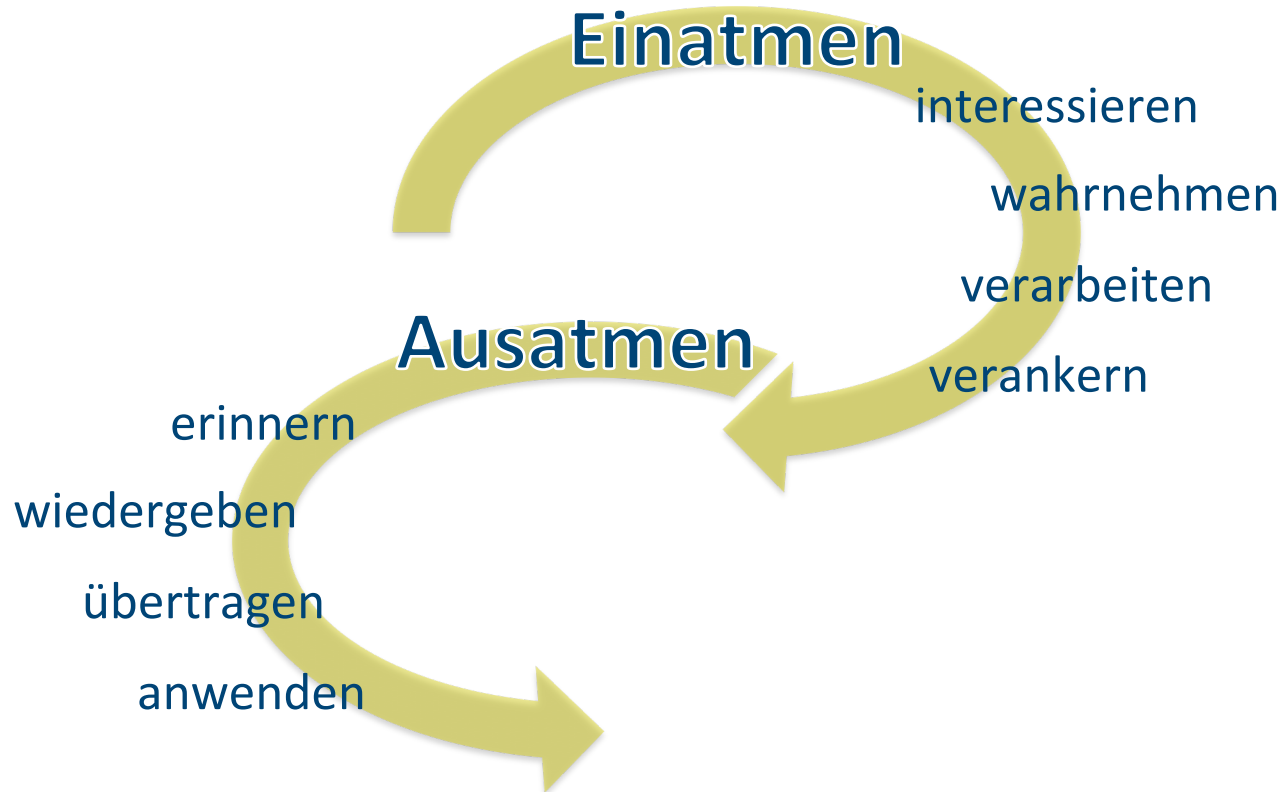 Einatmen
interessieren
wahrnehmen
verarbeiten
verankern
Ausatmen
erinnern
wiedergeben
übertragen
anwenden